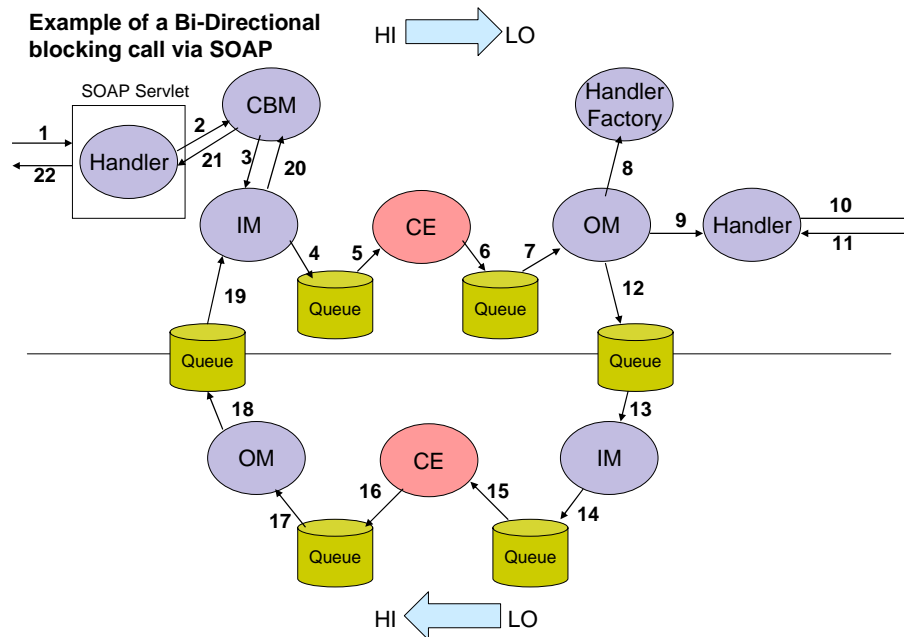 Example of a Bi-Directional
blocking call via SOAP
HI
LO
SOAP Servlet
CBM
Handler
Factory
1
2
Handler
21
3
20
8
22
IM
CE
OM
9
Handler
10
11
4
5
6
7
12
19
Queue
Queue
Queue
Queue
18
13
OM
CE
IM
16
15
17
14
Queue
Queue
HI
LO